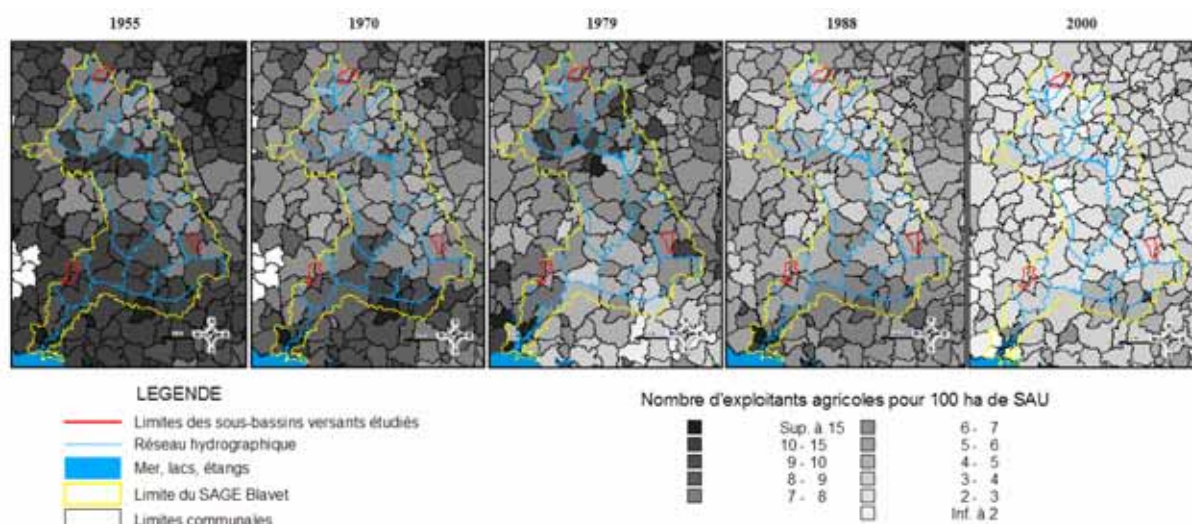 1955 1970 1979 1988 2000
LEGENDE
Limites des sous-bassins versants étudiés
Réseau hydrographique
Mer, lacs, étangs
Limite du SAGE Blavet
Limites communales
Nombre d'exploitants agricoles pour 100 ha de SAU
Sup. à 15
10 - 15
9 - 10
8 - 9
7 - 8
6 - 7
5 - 6
4 - 5
3 - 4
2 - 3
Inf. à 2